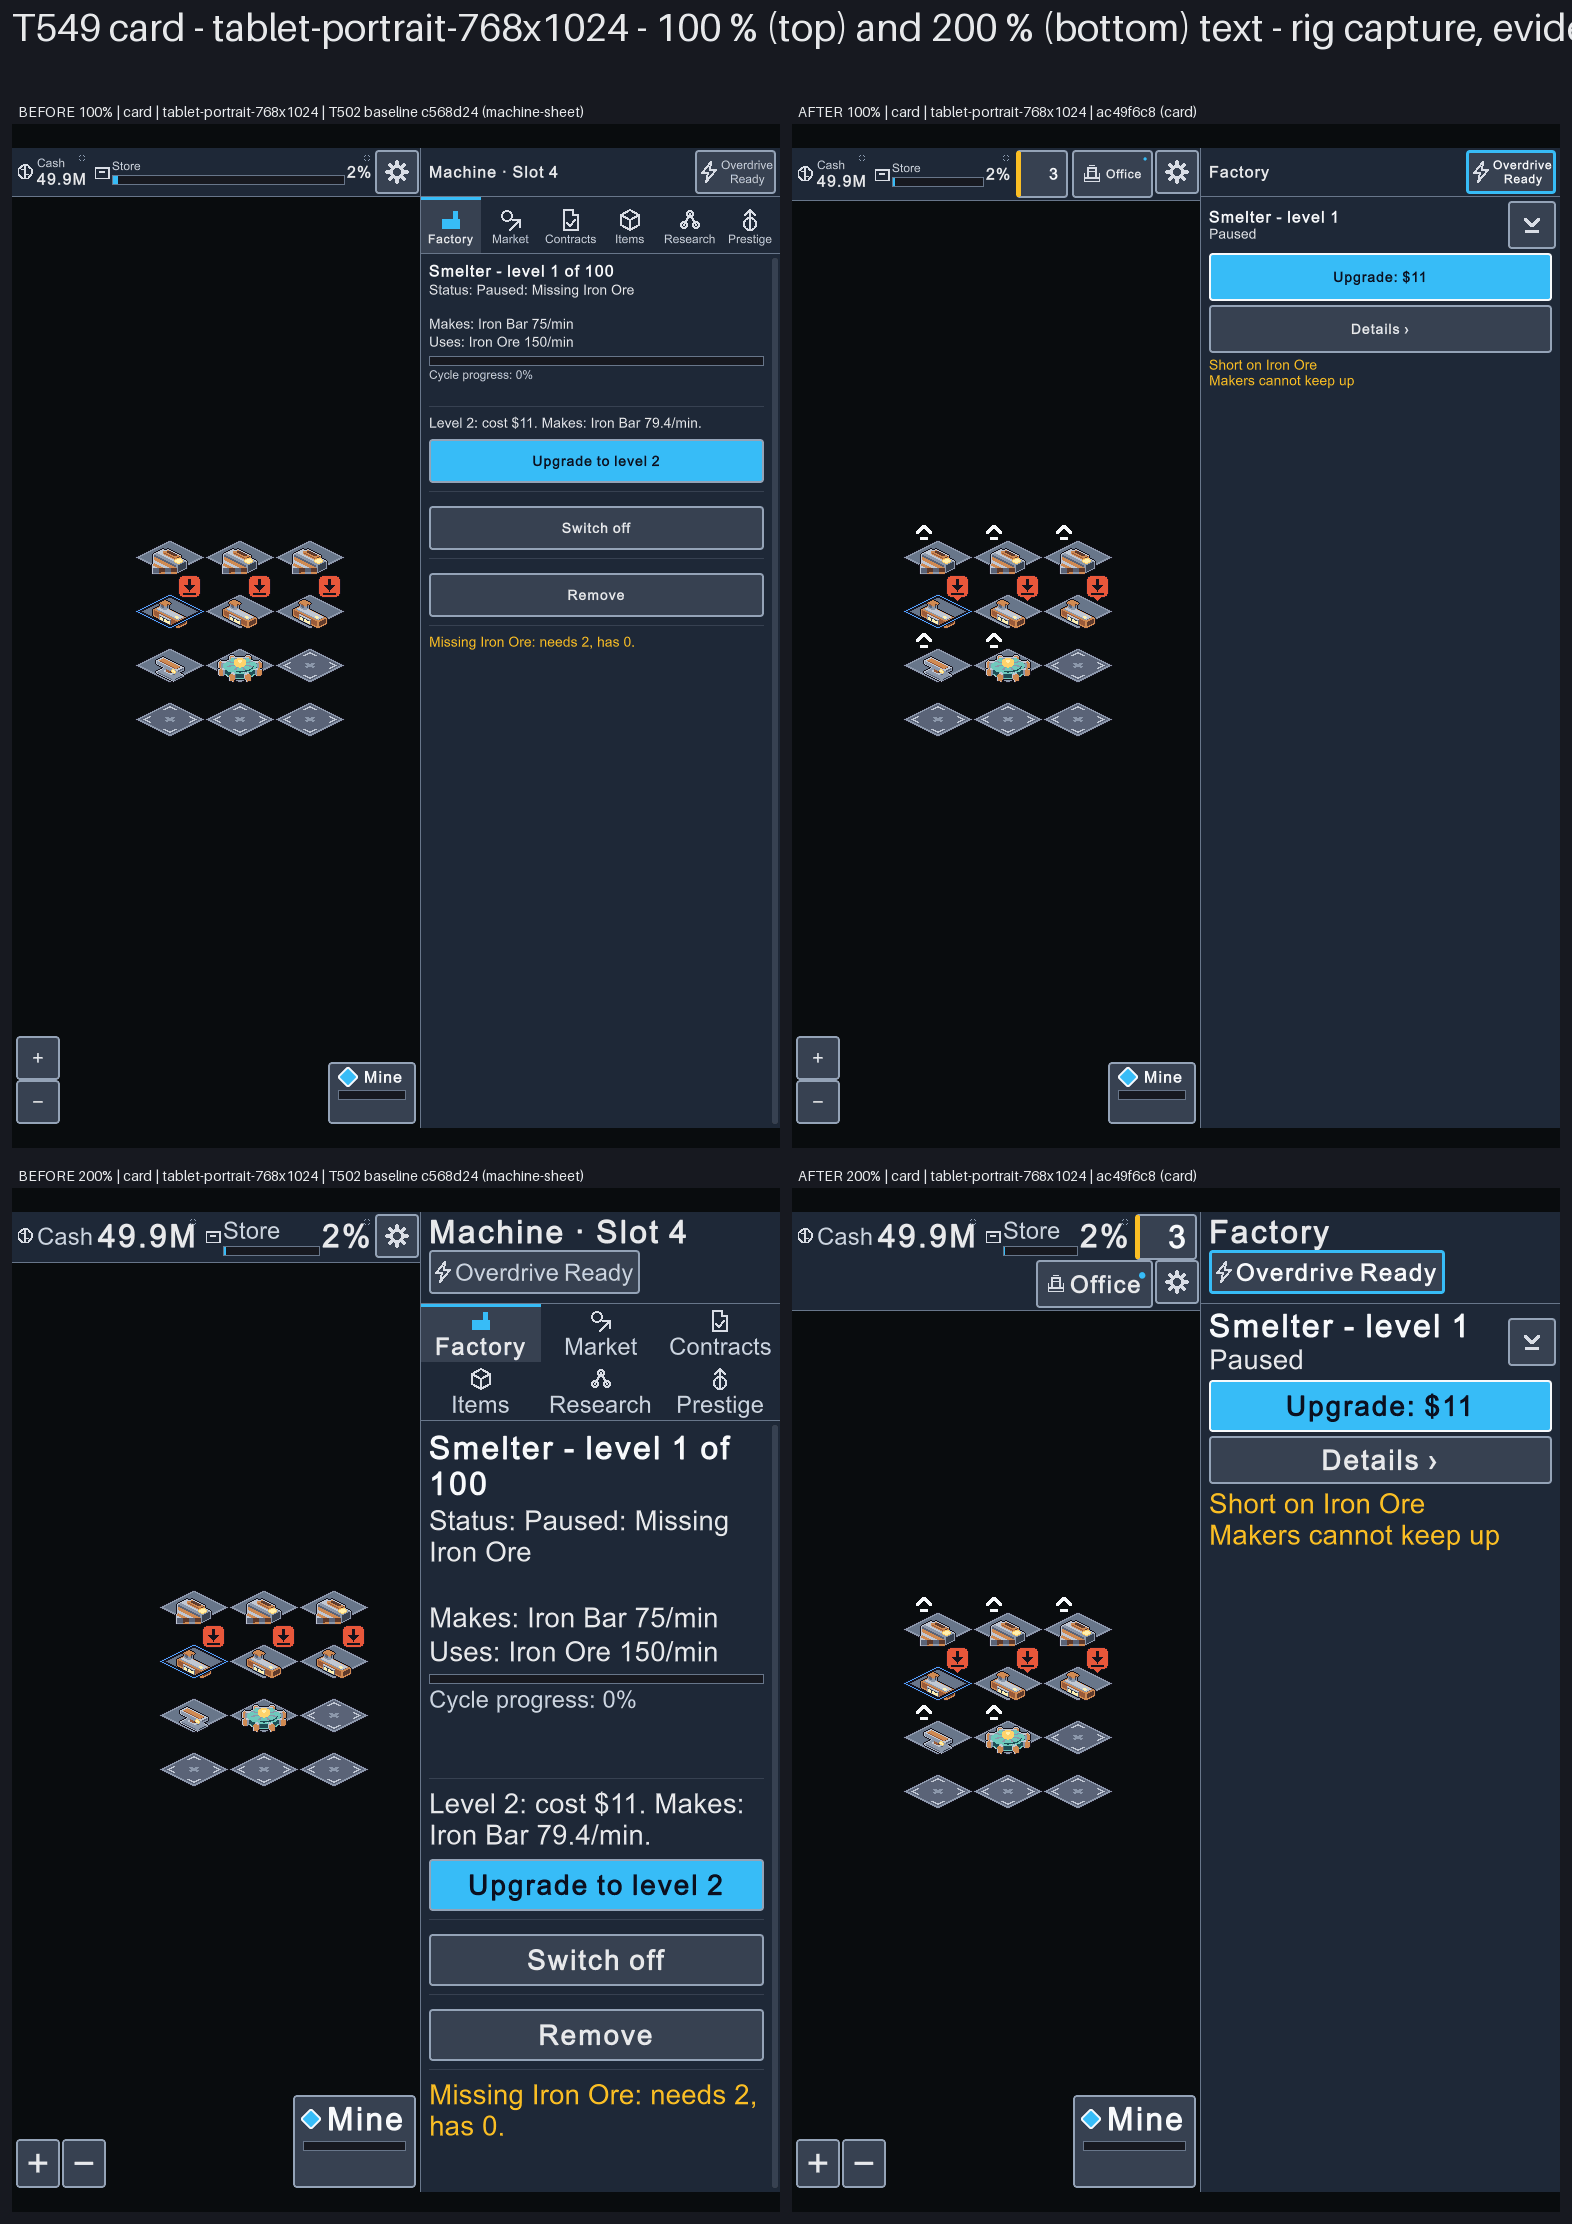 T549 card - tablet-portrait-768x1024 - 100 % (top) and 200 % (bottom) text - rig capture,
BEFORE 100% | card | tablet-portrait-768x1024 | T502 baseline c568d24 (machine-sheet)
Cash
49.9M
Store
2%
Machine · Slot 4
Overdrive
Ready
Factory
Market
Contracts
Items
Research
Prestige
Smelter - level 1 of 100
Status: Paused: Missing Iron Ore
Makes: Iron Bar 75/min
Uses: Iron Ore 150/min
Cycle progress: 0%
Level 2: cost $11. Makes: Iron Bar 79.4/min.
Upgrade to level 2
Switch off
Remove
Missing Iron Ore: needs 2, has 0.
+
−
Mine
AFTER 100% | card | tablet-portrait-768x1024 | ac49f6c8 (card)
Cash
49.9M
Store
2%
3
Office
Factory
Overdrive
Ready
Smelter - level 1
Paused
Upgrade: $11
Details ›
Short on Iron Ore
Makers cannot keep up
+
−
Mine
BEFORE 200% | card | tablet-portrait-768x1024 | T502 baseline c568d24 (machine-sheet)
Cash 49.9M
Store
2%
Machine · Slot 4
Overdrive Ready
Factory
Market
Contracts
Items
Research
Prestige
Smelter - level 1 of
100
Status: Paused: Missing
Iron Ore
Makes: Iron Bar 75/min
Uses: Iron Ore 150/min
Cycle progress: 0%
Level 2: cost $11. Makes:
Iron Bar 79.4/min.
Upgrade to level 2
Switch off
Remove
Missing Iron Ore: needs 2,
has 0.
+
−
Mine
AFTER 200% | card | tablet-portrait-768x1024 | ac49f6c8 (card)
Cash 49.9M
Store
2%
3
Office
Factory
Overdrive Ready
Smelter - level 1
Paused
Upgrade: $11
Details ›
Short on Iron Ore
Makers cannot keep up
+
−
Mine